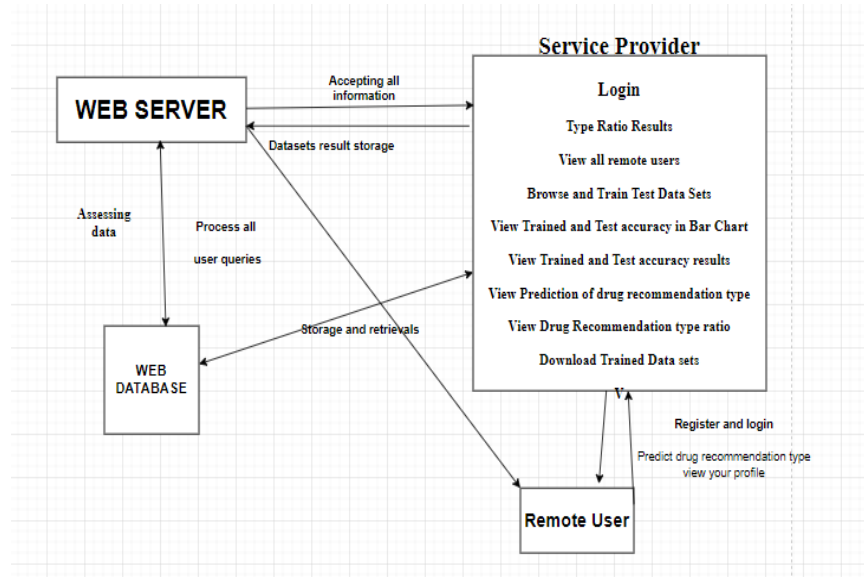 Service Provider
Accepting all
information
WEB SERVER
Login
Type Ratio Results
Datasets result storage
View all remote users
Browse and Train Test Data Sets
Assessing
data
Process all
user queries
View Trained and Test accuracy in Bar Chart
View Trained and Test accuracy results
View Prediction of drug recommendation type
Storage and retrievals
View Drug Recommendation type ratio
Download Trained Data sets
WEB
DATABASE
V
Register and login
Predict drug recommendation type
view your profile
Remote User